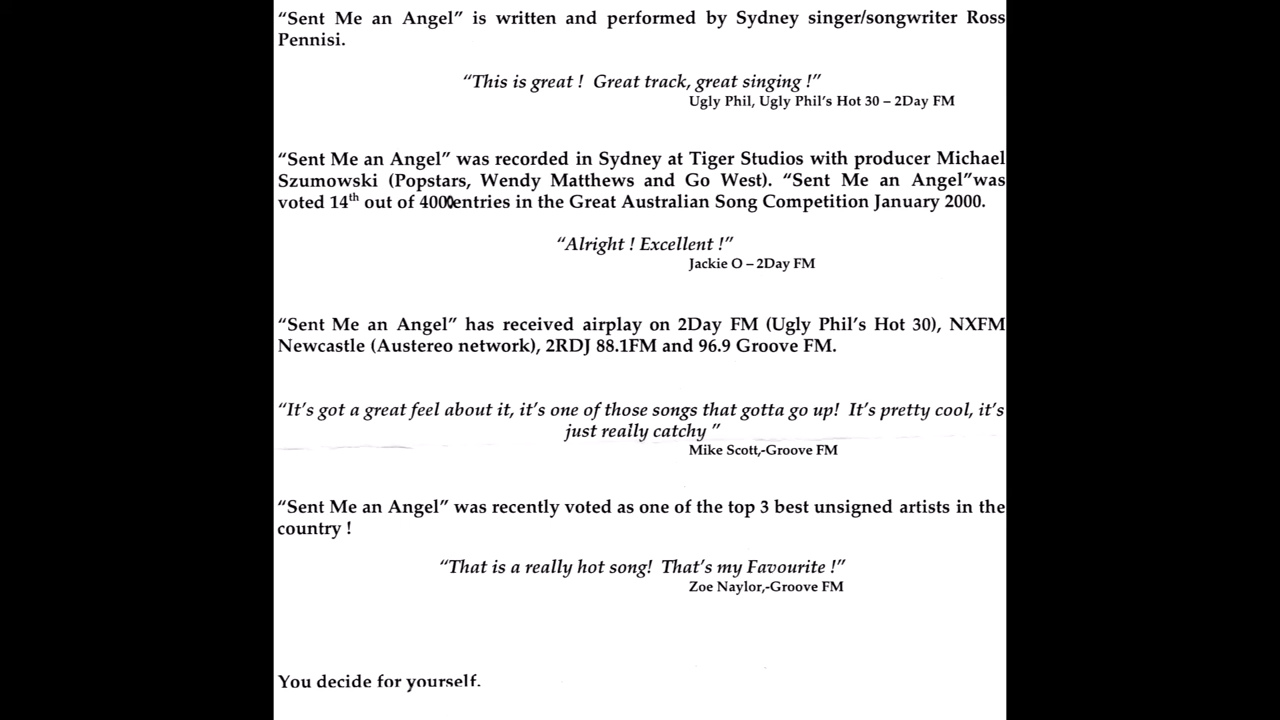 “Sent Me an Angel” is written and performed by Sydney singer/songwriter Ross
Pennisi.
“This is great ! Great track, great singing !”
Ugly Phil, Ugly Phil’s Hot 30 – 2Day FM
“Sent Me an Angel” was recorded in Sydney at Tiger Studios with producer Michael
Szumowski (Popstars, Wendy Matthews and Go West). “Sent Me an Angel”was
voted 14th out of 4000 entries in the Great Australian Song Competition January 2000.
“Alright ! Excellent !”
Jackie O – 2Day FM
“Sent Me an Angel” has received airplay on 2Day FM (Ugly Phil’s Hot 30), NXFM
Newcastle (Austereo network), 2RDJ 88.1FM and 96.9 Groove FM.
“It’s got a great feel about it, it’s one of those songs that gotta go up! It’s pretty cool, it’s
just really catchy ”
Mike Scott,-Groove FM
“Sent Me an Angel” was recently voted as one of the top 3 best unsigned artists in the
country !
“That is a really hot song! That’s my Favourite !”
Zoe Naylor,-Groove FM
You decide for yourself.